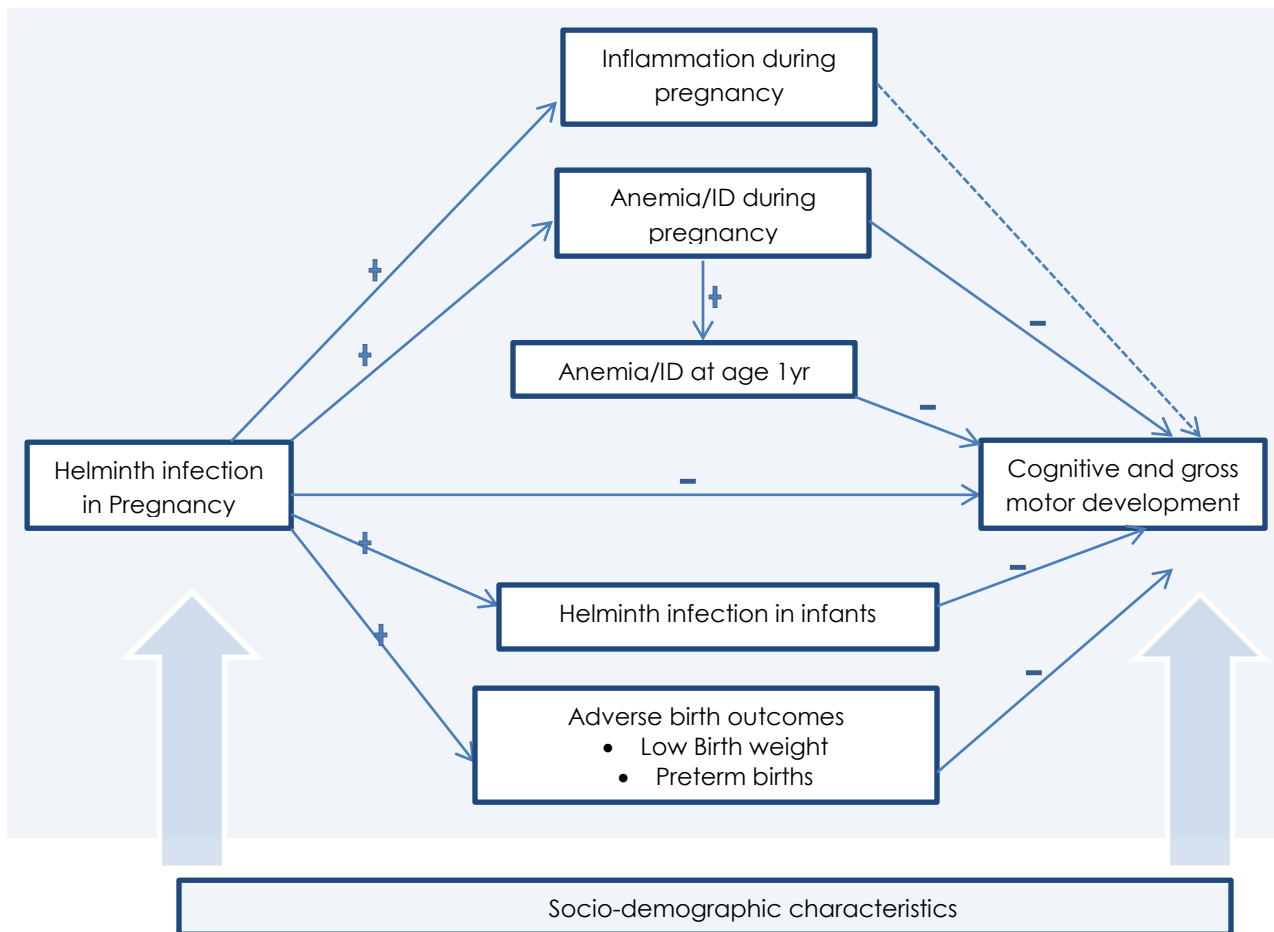 Inflammation during
pregnancy
Anemia/ID during
pregnancy
+
+
+
−
Anemia/ID at age 1yr
−
Helminth infection
in Pregnancy
−
Cognitive and gross
motor development
+
−
Helminth infection in infants
+
−
Adverse birth outcomes
• Low Birth weight
• Preterm births
Socio-demographic characteristics